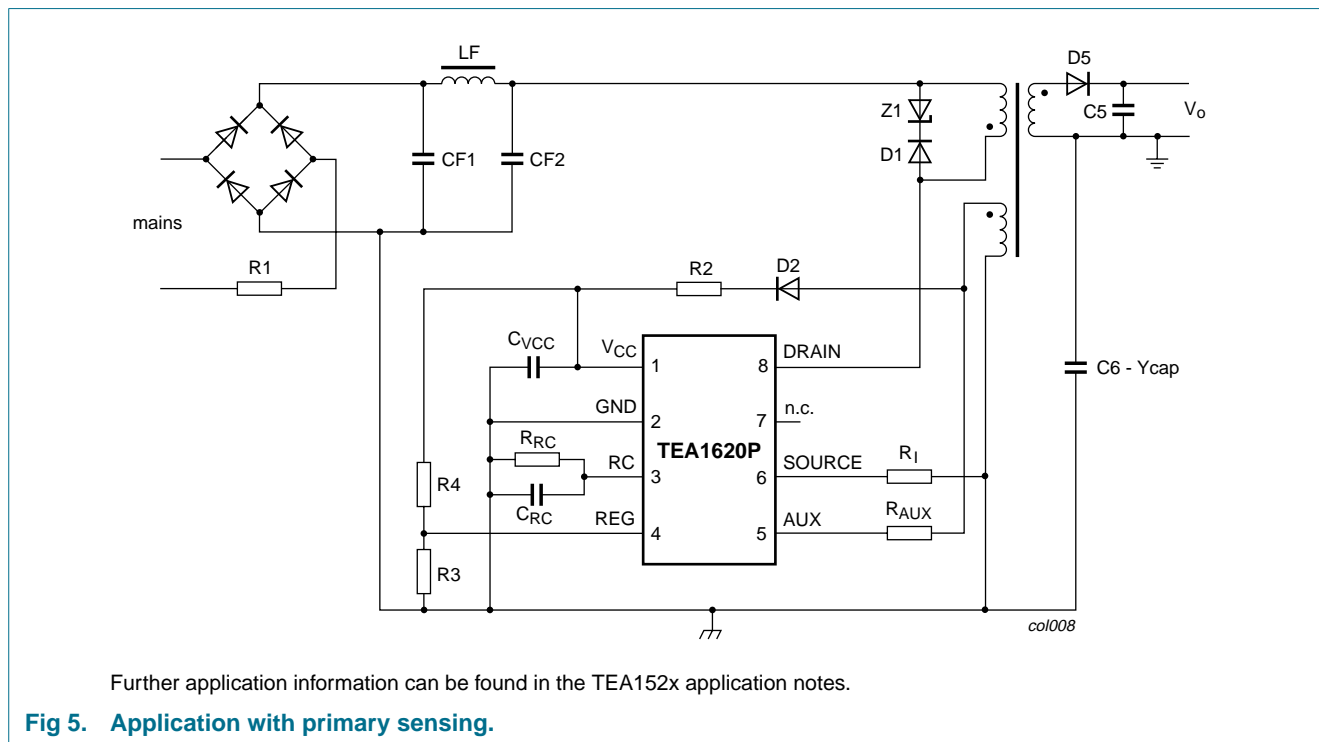 LF
D5
Z1
C5
Vo
CF1
CF2
D1
mains
R1
R2
D2
CVCC
VCC
1
8
DRAIN
C6 - Ycap
GND
2
7
n.c.
TEA1620P
RRC
RC
3
6
SOURCE
RI
R4
CRC
REG
4
5
AUX
RAUX
R3
col008
Further application information can be found in the TEA152x application notes.
Fig 5. Application with primary sensing.